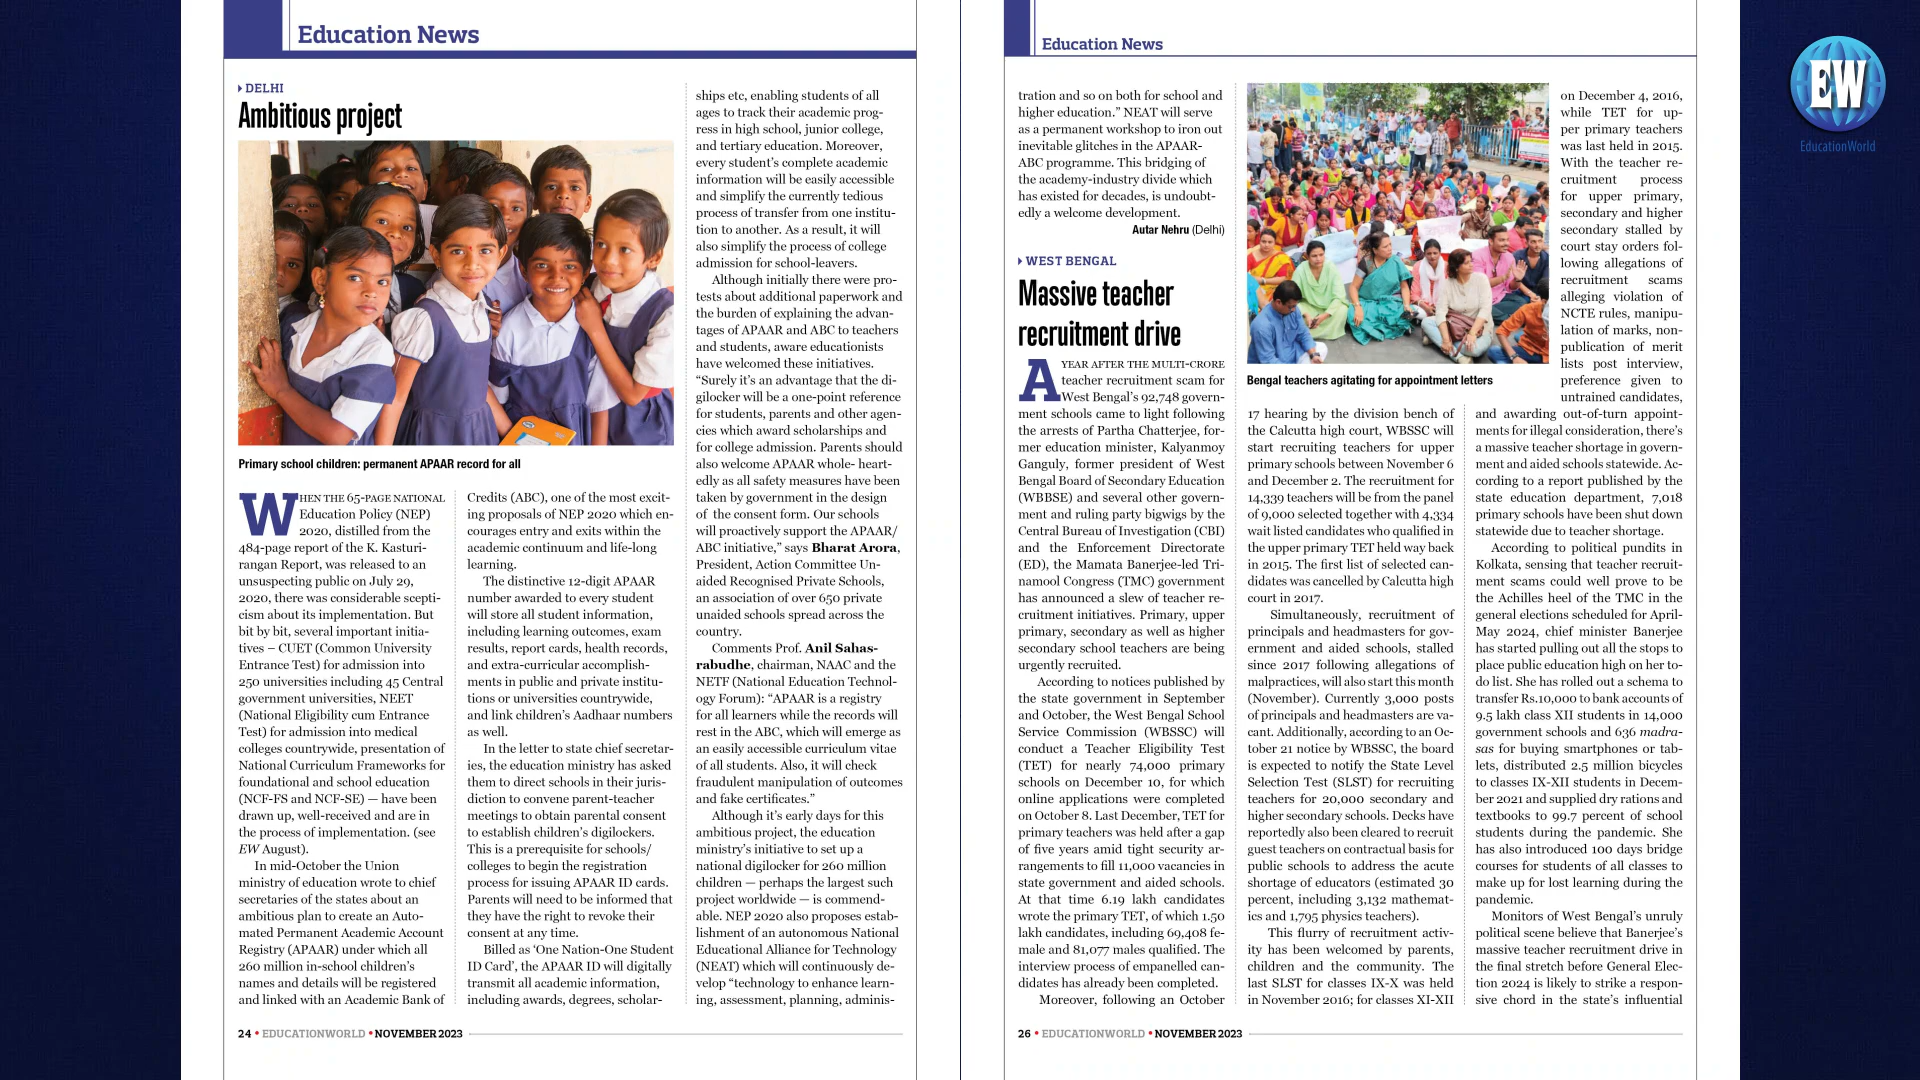 Education News
DELHI
Ambitious project
Primary school children: permanent APAAR record for all
WHEN THE 65-PAGE NATIONAL
Education Policy (NEP)
2020, distilled from the
484-page report of the K. Kasturi-
rangan Report, was released to an
unsuspecting public on July 29,
2020, there was considerable scepti-
cism about its implementation. But
bit by bit, several important initia-
tives – CUET (Common University
Entrance Test) for admission into
250 universities including 45 Central
government universities, NEET
(National Eligibility cum Entrance
Test) for admission into medical
colleges countrywide, presentation of
National Curriculum Frameworks for
foundational and school education
(NCF-FS and NCF-SE) — have been
drawn up, well-received and are in
the process of implementation. (see
EW August).
In mid-October the Union
ministry of education wrote to chief
secretaries of the states about an
ambitious plan to create an Auto-
mated Permanent Academic Account
Registry (APAAR) under which all
260 million in-school children's
names and details will be registered
and linked with an Academic Bank of
Credits (ABC), one of the most excit-
ing proposals of NEP 2020 which en-
courages entry and exits within the
academic continuum and life-long
learning.
The distinctive 12-digit APAAR
number awarded to every student
will store all student information,
including learning outcomes, exam
results, report cards, health records,
and extra-curricular accomplish-
ments in public and private institu-
tions or universities countrywide,
and link children's Aadhaar numbers
as well.
In the letter to state chief secretar-
ies, the education ministry has asked
them to direct schools in their juris-
diction to convene parent-teacher
meetings to obtain parental consent
to establish children's digilockers.
This is a prerequisite for schools/
colleges to begin the registration
process for issuing APAAR ID cards.
Parents will need to be informed that
they have the right to revoke their
consent at any time.
Billed as 'One Nation-One Student
ID Card', the APAAR ID will digitally
transmit all academic information,
including awards, degrees, scholar-
ships etc, enabling students of all
ages to track their academic prog-
ress in high school, junior college,
and tertiary education. Moreover,
every student's complete academic
information will be easily accessible
and simplify the currently tedious
process of transfer from one institu-
tion to another. As a result, it will
also simplify the process of college
admission for school-leavers.
Although initially there were pro-
tests about additional paperwork and
the burden of explaining the advan-
tages of APAAR and ABC to teachers
and students, aware educationists
have welcomed these initiatives.
“Surely it's an advantage that the di-
gilocker will be a one-point reference
for students, parents and other agen-
cies which award scholarships and
for college admission. Parents should
also welcome APAAR whole- heart-
edly as all safety measures have been
taken by government in the design
of the consent form. Our schools
will proactively support the APAAR/
ABC initiative,” says Bharat Arora,
President, Action Committee Un-
aided Recognised Private Schools,
an association of over 650 private
unaided schools spread across the
country.
Comments Prof. Anil Sahas-
rabudhe, chairman, NAAC and the
NETF (National Education Technol-
ogy Forum): “APAAR is a registry
for all learners while the records will
rest in the ABC, which will emerge as
an easily accessible curriculum vitae
of all students. Also, it will check
fraudulent manipulation of outcomes
and fake certificates.”
Although it's early days for this
ambitious project, the education
ministry's initiative to set up a
national digilocker for 260 million
children — perhaps the largest such
project worldwide — is commend-
able. NEP 2020 also proposes estab-
lishment of an autonomous National
Educational Alliance for Technology
(NEAT) which will continuously de-
velop “technology to enhance learn-
ing, assessment, planning, adminis-
24 • EDUCATIONWORLD • NOVEMBER 2023
Education News
tration and so on both for school and
higher education.” NEAT will serve
as a permanent workshop to iron out
inevitable glitches in the APAAR-
ABC programme. This bridging of
the academy-industry divide which
has existed for decades, is undoubt-
edly a welcome development.
Autar Nehru (Delhi)
WEST BENGAL
Massive teacher
recruitment drive
A YEAR AFTER THE MULTI-CRORE
teacher recruitment scam for
West Bengal's 92,748 govern-
ment schools came to light following
the arrests of Partha Chatterjee, for-
mer education minister, Kalyanmoy
Ganguly, former president of West
Bengal Board of Secondary Education
(WBBSE) and several other govern-
ment and ruling party bigwigs by the
Central Bureau of Investigation (CBI)
and the Enforcement Directorate
(ED), the Mamata Banerjee-led Tri-
namool Congress (TMC) government
has announced a slew of teacher re-
cruitment initiatives. Primary, upper
primary, secondary as well as higher
secondary school teachers are being
urgently recruited.
According to notices published by
the state government in September
and October, the West Bengal School
Service Commission (WBSSC) will
conduct a Teacher Eligibility Test
(TET) for nearly 74,000 primary
schools on December 10, for which
online applications were completed
on October 8. Last December, TET for
primary teachers was held after a gap
of five years amid tight security ar-
rangements to fill 11,000 vacancies in
state government and aided schools.
At that time 6.19 lakh candidates
wrote the primary TET, of which 1.50
lakh candidates, including 69,408 fe-
male and 81,077 males qualified. The
interview process of empanelled can-
didates has already been completed.
Moreover, following an October
Bengal teachers agitating for appointment letters
17 hearing by the division bench of
the Calcutta high court, WBSSC will
start recruiting teachers for upper
primary schools between November 6
and December 2. The recruitment for
14,339 teachers will be from the panel
of 9,000 selected together with 4,334
wait listed candidates who qualified in
the upper primary TET held way back
in 2015. The first list of selected can-
didates was cancelled by Calcutta high
court in 2017.
Simultaneously, recruitment of
principals and headmasters for gov-
ernment and aided schools, stalled
since 2017 following allegations of
malpractices, will also start this month
(November). Currently 3,000 posts
of principals and headmasters are va-
cant. Additionally, according to an Oc-
tober 21 notice by WBSSC, the board
is expected to notify the State Level
Selection Test (SLST) for recruiting
teachers for 20,000 secondary and
higher secondary schools. Decks have
reportedly also been cleared to recruit
guest teachers on contractual basis for
public schools to address the acute
shortage of educators (estimated 30
percent, including 3,132 mathemat-
ics and 1,795 physics teachers).
This flurry of recruitment activ-
ity has been welcomed by parents,
children and the community. The
last SLST for classes IX-X was held
in November 2016; for classes XI-XII
on December 4, 2016,
while TET for up-
per primary teachers
was last held in 2015.
With the teacher re-
cruitment process
for upper primary,
secondary and higher
secondary stalled by
court stay orders fol-
lowing allegations of
recruitment scams
alleging violation of
NCTE rules, manipu-
lation of marks, non-
publication of merit
lists post interview,
preference given to
untrained candidates,
and awarding out-of-turn appoint-
ments for illegal consideration, there's
a massive teacher shortage in govern-
ment and aided schools statewide. Ac-
cording to a report published by the
state education department, 7,018
primary schools have been shut down
statewide due to teacher shortage.
According to political pundits in
Kolkata, sensing that teacher recruit-
ment scams could well prove to be
the Achilles heel of the TMC in the
general elections scheduled for April-
May 2024, chief minister Banerjee
has started pulling out all the stops to
place public education high on her to-
do list. She has rolled out a schema to
transfer Rs.10,000 to bank accounts of
9.5 lakh class XII students in 14,000
government schools and 636 madra-
sas for buying smartphones or tab-
lets, distributed 2.5 million bicycles
to classes IX-XII students in Decem-
ber 2021 and supplied dry rations and
textbooks to 99.7 percent of school
students during the pandemic. She
has also introduced 100 days bridge
courses for students of all classes to
make up for lost learning during the
pandemic.
Monitors of West Bengal's unruly
political scene believe that Banerjee's
massive teacher recruitment drive in
the final stretch before General Elec-
tion 2024 is likely to strike a respon-
sive chord in the state's influential
26 • EDUCATIONWORLD • NOVEMBER 2023
EW
EducationWorld